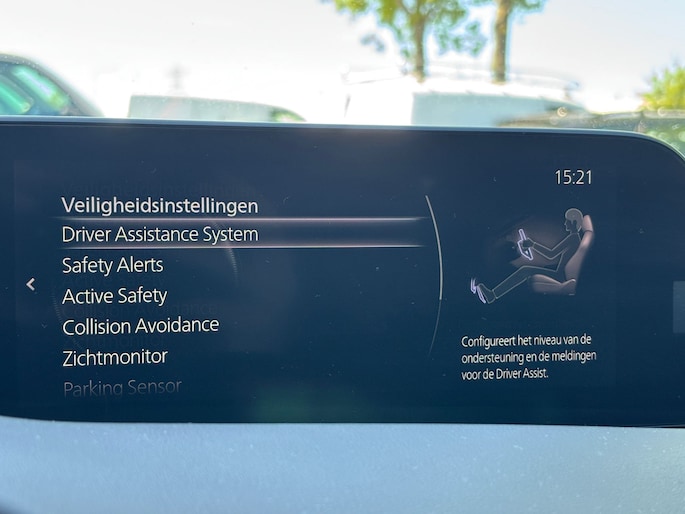 15:21
Veiligheidsinstellingen
Driver Assistance System
Safety Alerts
Active Safety
Collision Avoidance
Zichtmonitor
Parking Sensor
Configureert het niveau van de
ondersteuning en de meldingen
voor de Driver Assist.